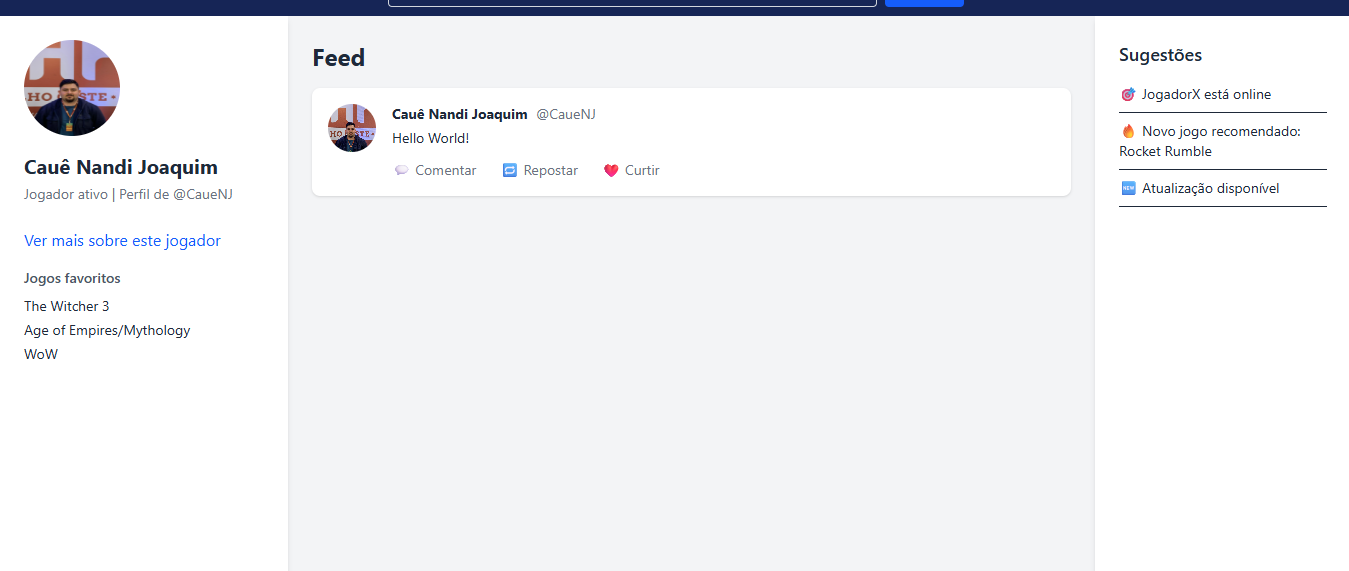 Cauê Nandi Joaquim
Jogador ativo | Perfil de @CaueNJ
Ver mais sobre este jogador
Jogos favoritos
The Witcher 3
Age of Empires/Mythology
WoW
Feed
Cauê Nandi Joaquim @CaueNJ
Hello World!
Comentar Repostar Curtir
Sugestões
JogadorX está online
Novo jogo recomendado:
Rocket Rumble
NEW Atualização disponível